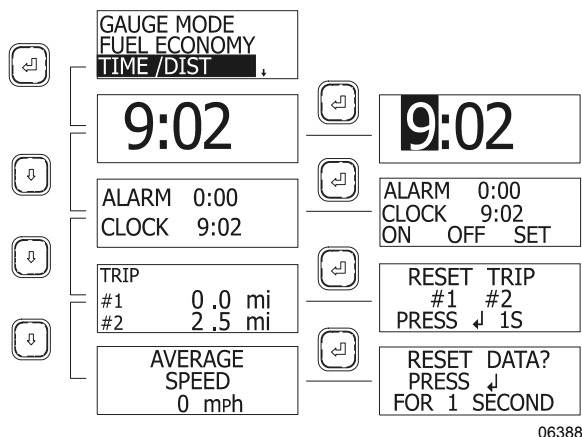 GAUGE MODE
FUEL ECONOMY
TIME /DIST ↓
9:02
9:02
ALARM 0:00
CLOCK 9:02
ALARM 0:00
CLOCK 9:02
ON OFF SET
TRIP
#1 0.0 mi
#2 2.5 mi
RESET TRIP
#1 #2
PRESS ↲ 1S
AVERAGE
SPEED
0 mph
RESET DATA?
PRESS ↲
FOR 1 SECOND
06388